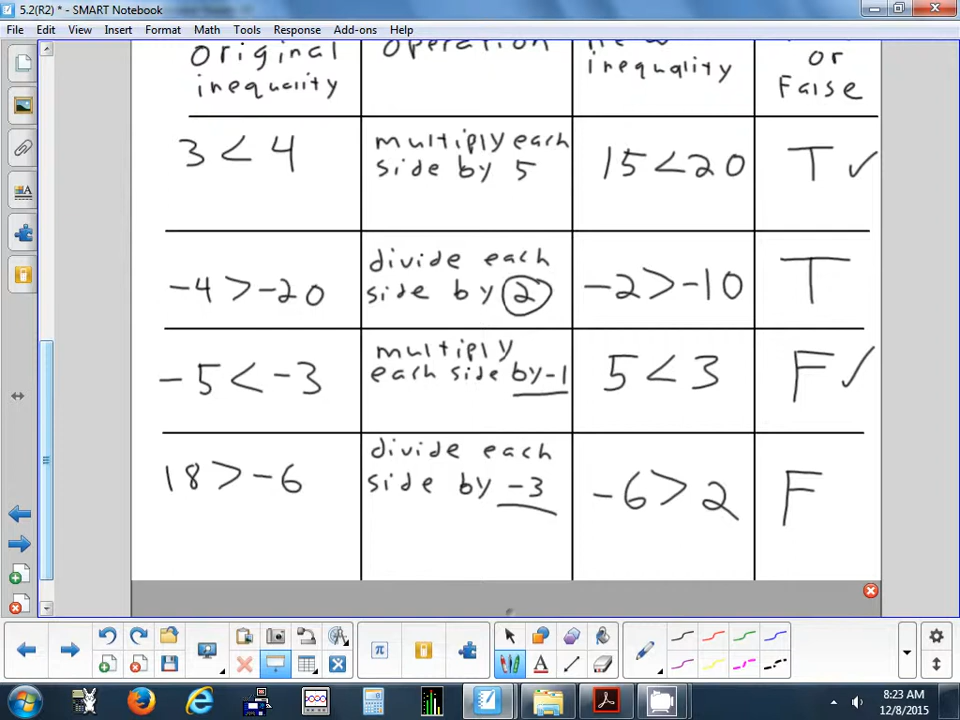 5.2(R2) * - SMART Notebook
File Edit View Insert Format Math Tools Response Add-ons Help
original operation inequality or
inequality False
3 < 4 multiply each side by 5 15 < 20 T ✓
-4 > -20 divide each side by 2 -2 > -10 T
-5 < -3 multiply each side by -1 5 < 3 F ✓
18 > -6 divide each side by -3 -6 > 2 F
8:23 AM
12/8/2015